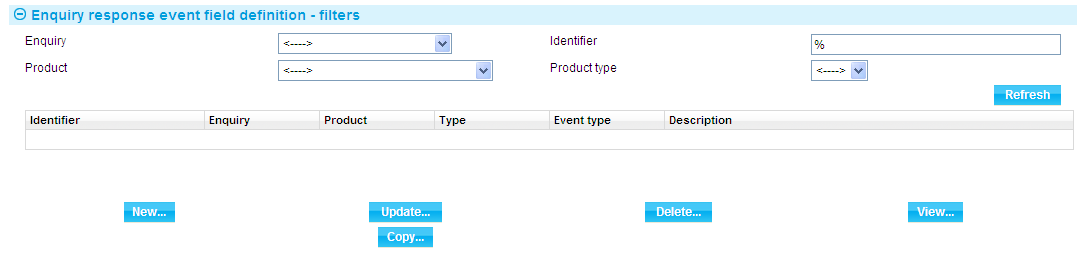 Enquiry response event field definition - filters
Enquiry <----> Identifier %
Product <----> Product type <---->
Refresh
Identifier Enquiry Product Type Event type Description
New... Update... Delete... View...
Copy...